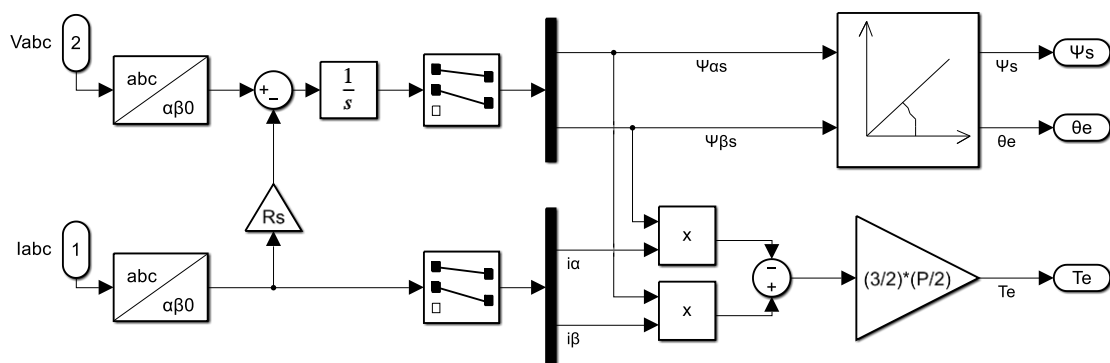 Vabc
2
abc
αβ0
+
−
1
s
Ψαs
Ψβs
Ψs
Ψs
θe
θe
Rs
Iabc
1
abc
αβ0
iα
iβ
x
x
−
+
(3/2)*(P/2)
Te
Te